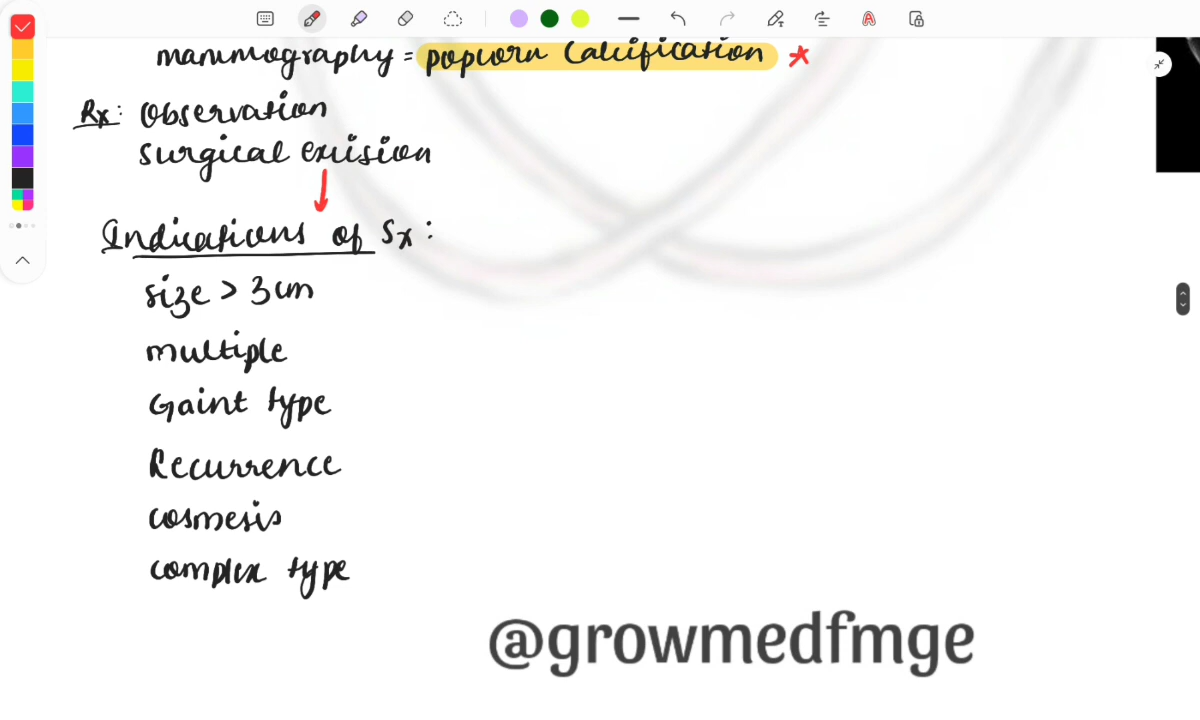 mammography = popcorn Calcification *
Rx: Observation
surgical exision
Indications of Sx:
size > 3cm
multiple
Gaint type
Recurrence
cosmesis
complex type
@growmedfmge